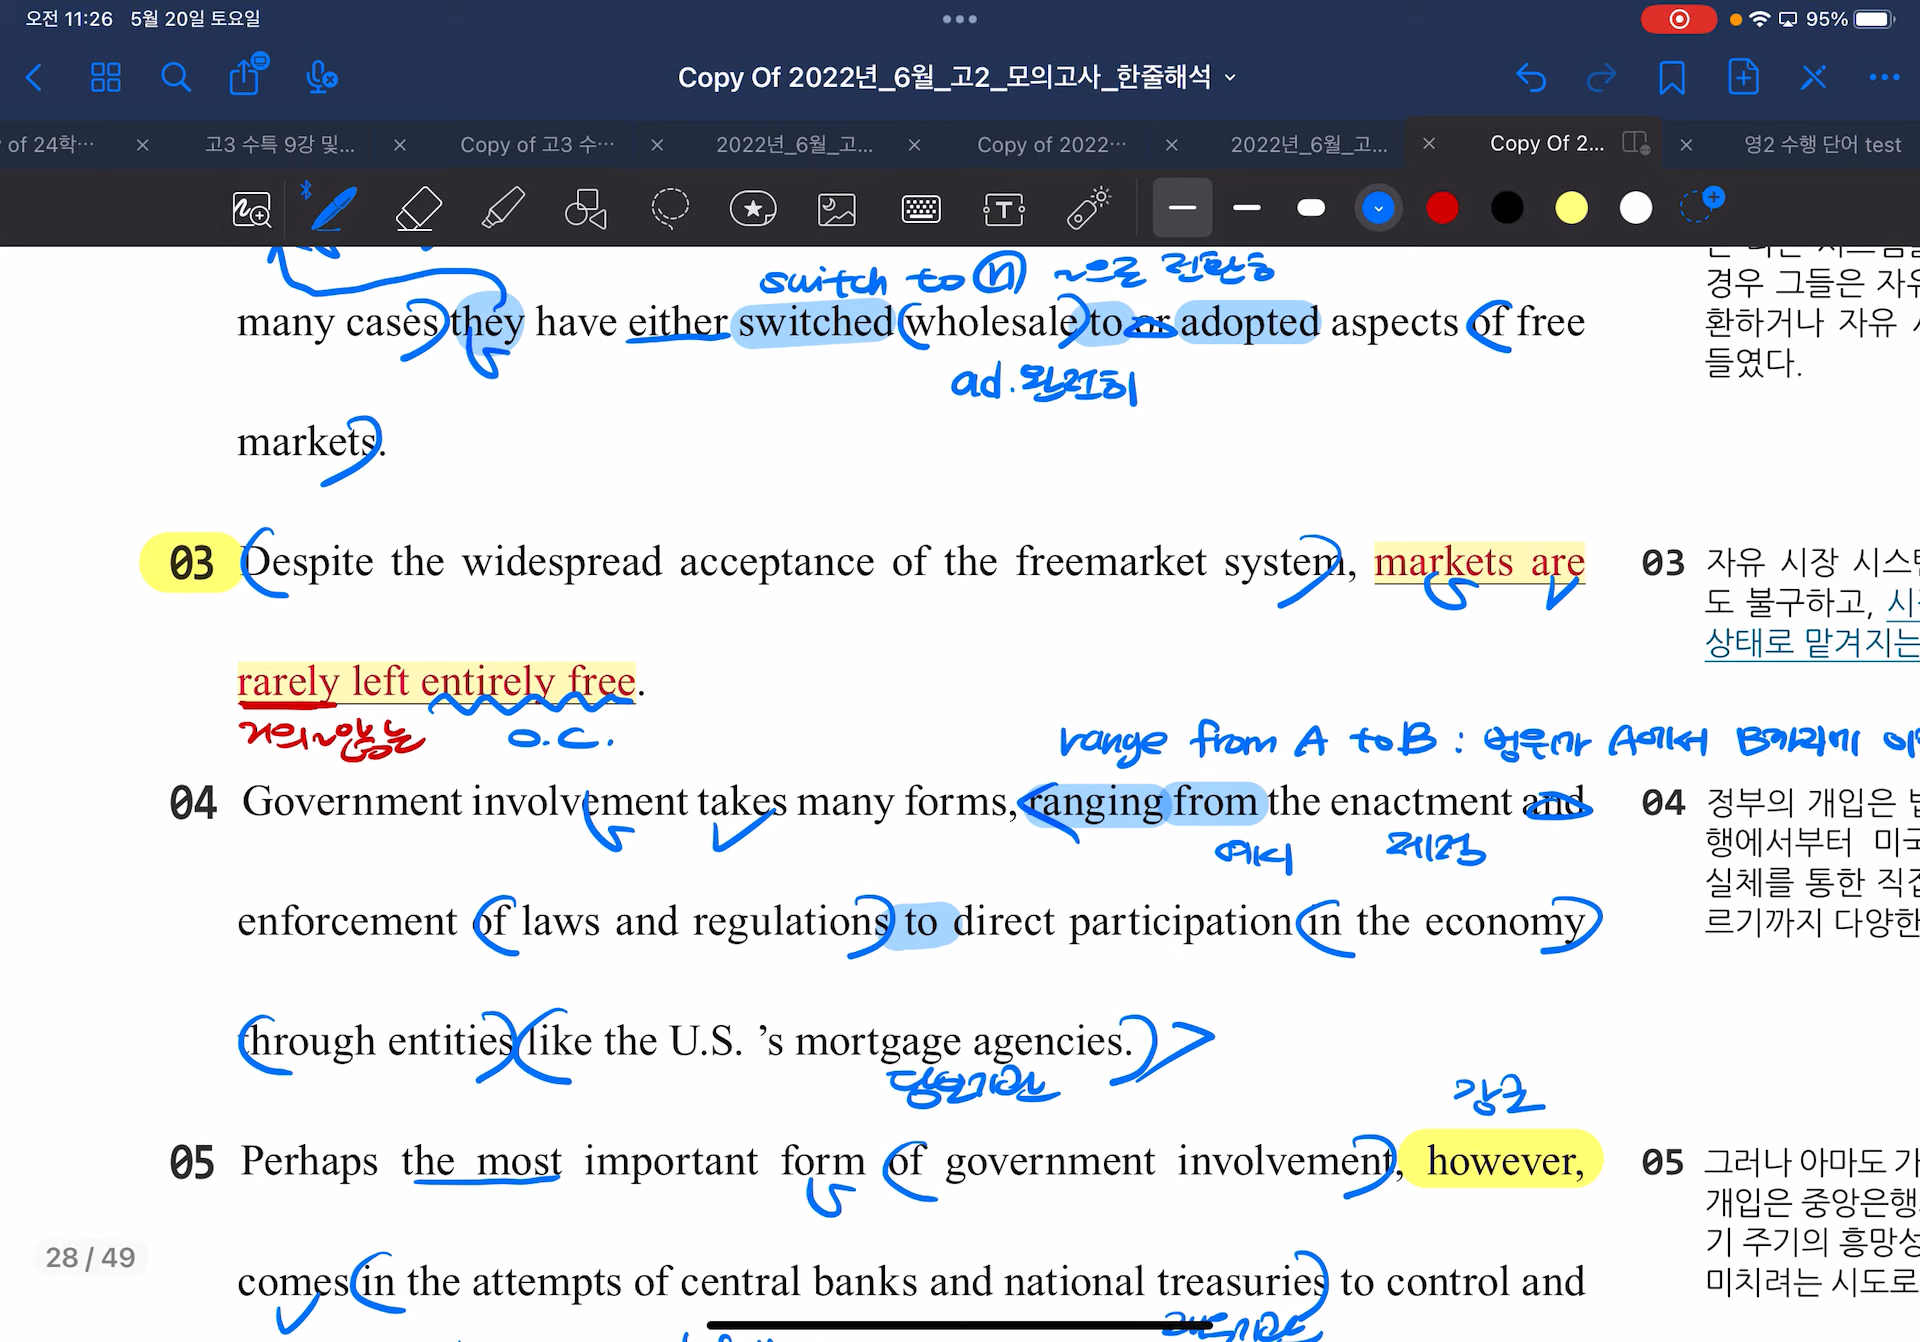 오전 11:26 5월 20일 토요일
95%
Copy Of 2022년_6월_고2_모의고사_한줄해석
of 24학…
고3 수특 9강 및...
Copy of 고3 수…
2022년_6월_고...
Copy of 2022…
2022년_6월_고...
Copy Of 2...
영2 수행 단어 test
switch to ⓝ ~으로 전환하
many cases they have either switched wholesale to or adopted aspects of free
ad. 완전히
markets.
경우 그들은 자유
환하거나 자유 시
들였다.
03 Despite the widespread acceptance of the freemarket system, markets are
rarely left entirely free.
거의~않는
O.C.
03 자유 시장 시스템
도 불구하고, 시
상태로 맡겨지는
range from A to B : 범위가 A에서 B까지에 이
04 Government involvement takes many forms, ranging from the enactment and
예시
제정
enforcement of laws and regulations to direct participation in the economy
through entities like the U.S. ’s mortgage agencies.
담보기관
04 정부의 개입은 법
행에서부터 미국
실체를 통한 직접
르기까지 다양한
강조
05 Perhaps the most important form of government involvement, however,
comes in the attempts of central banks and national treasuries to control and
05 그러나 아마도 가
개입은 중앙은행
기 주기의 흥망성
미치려는 시도로
28 / 49